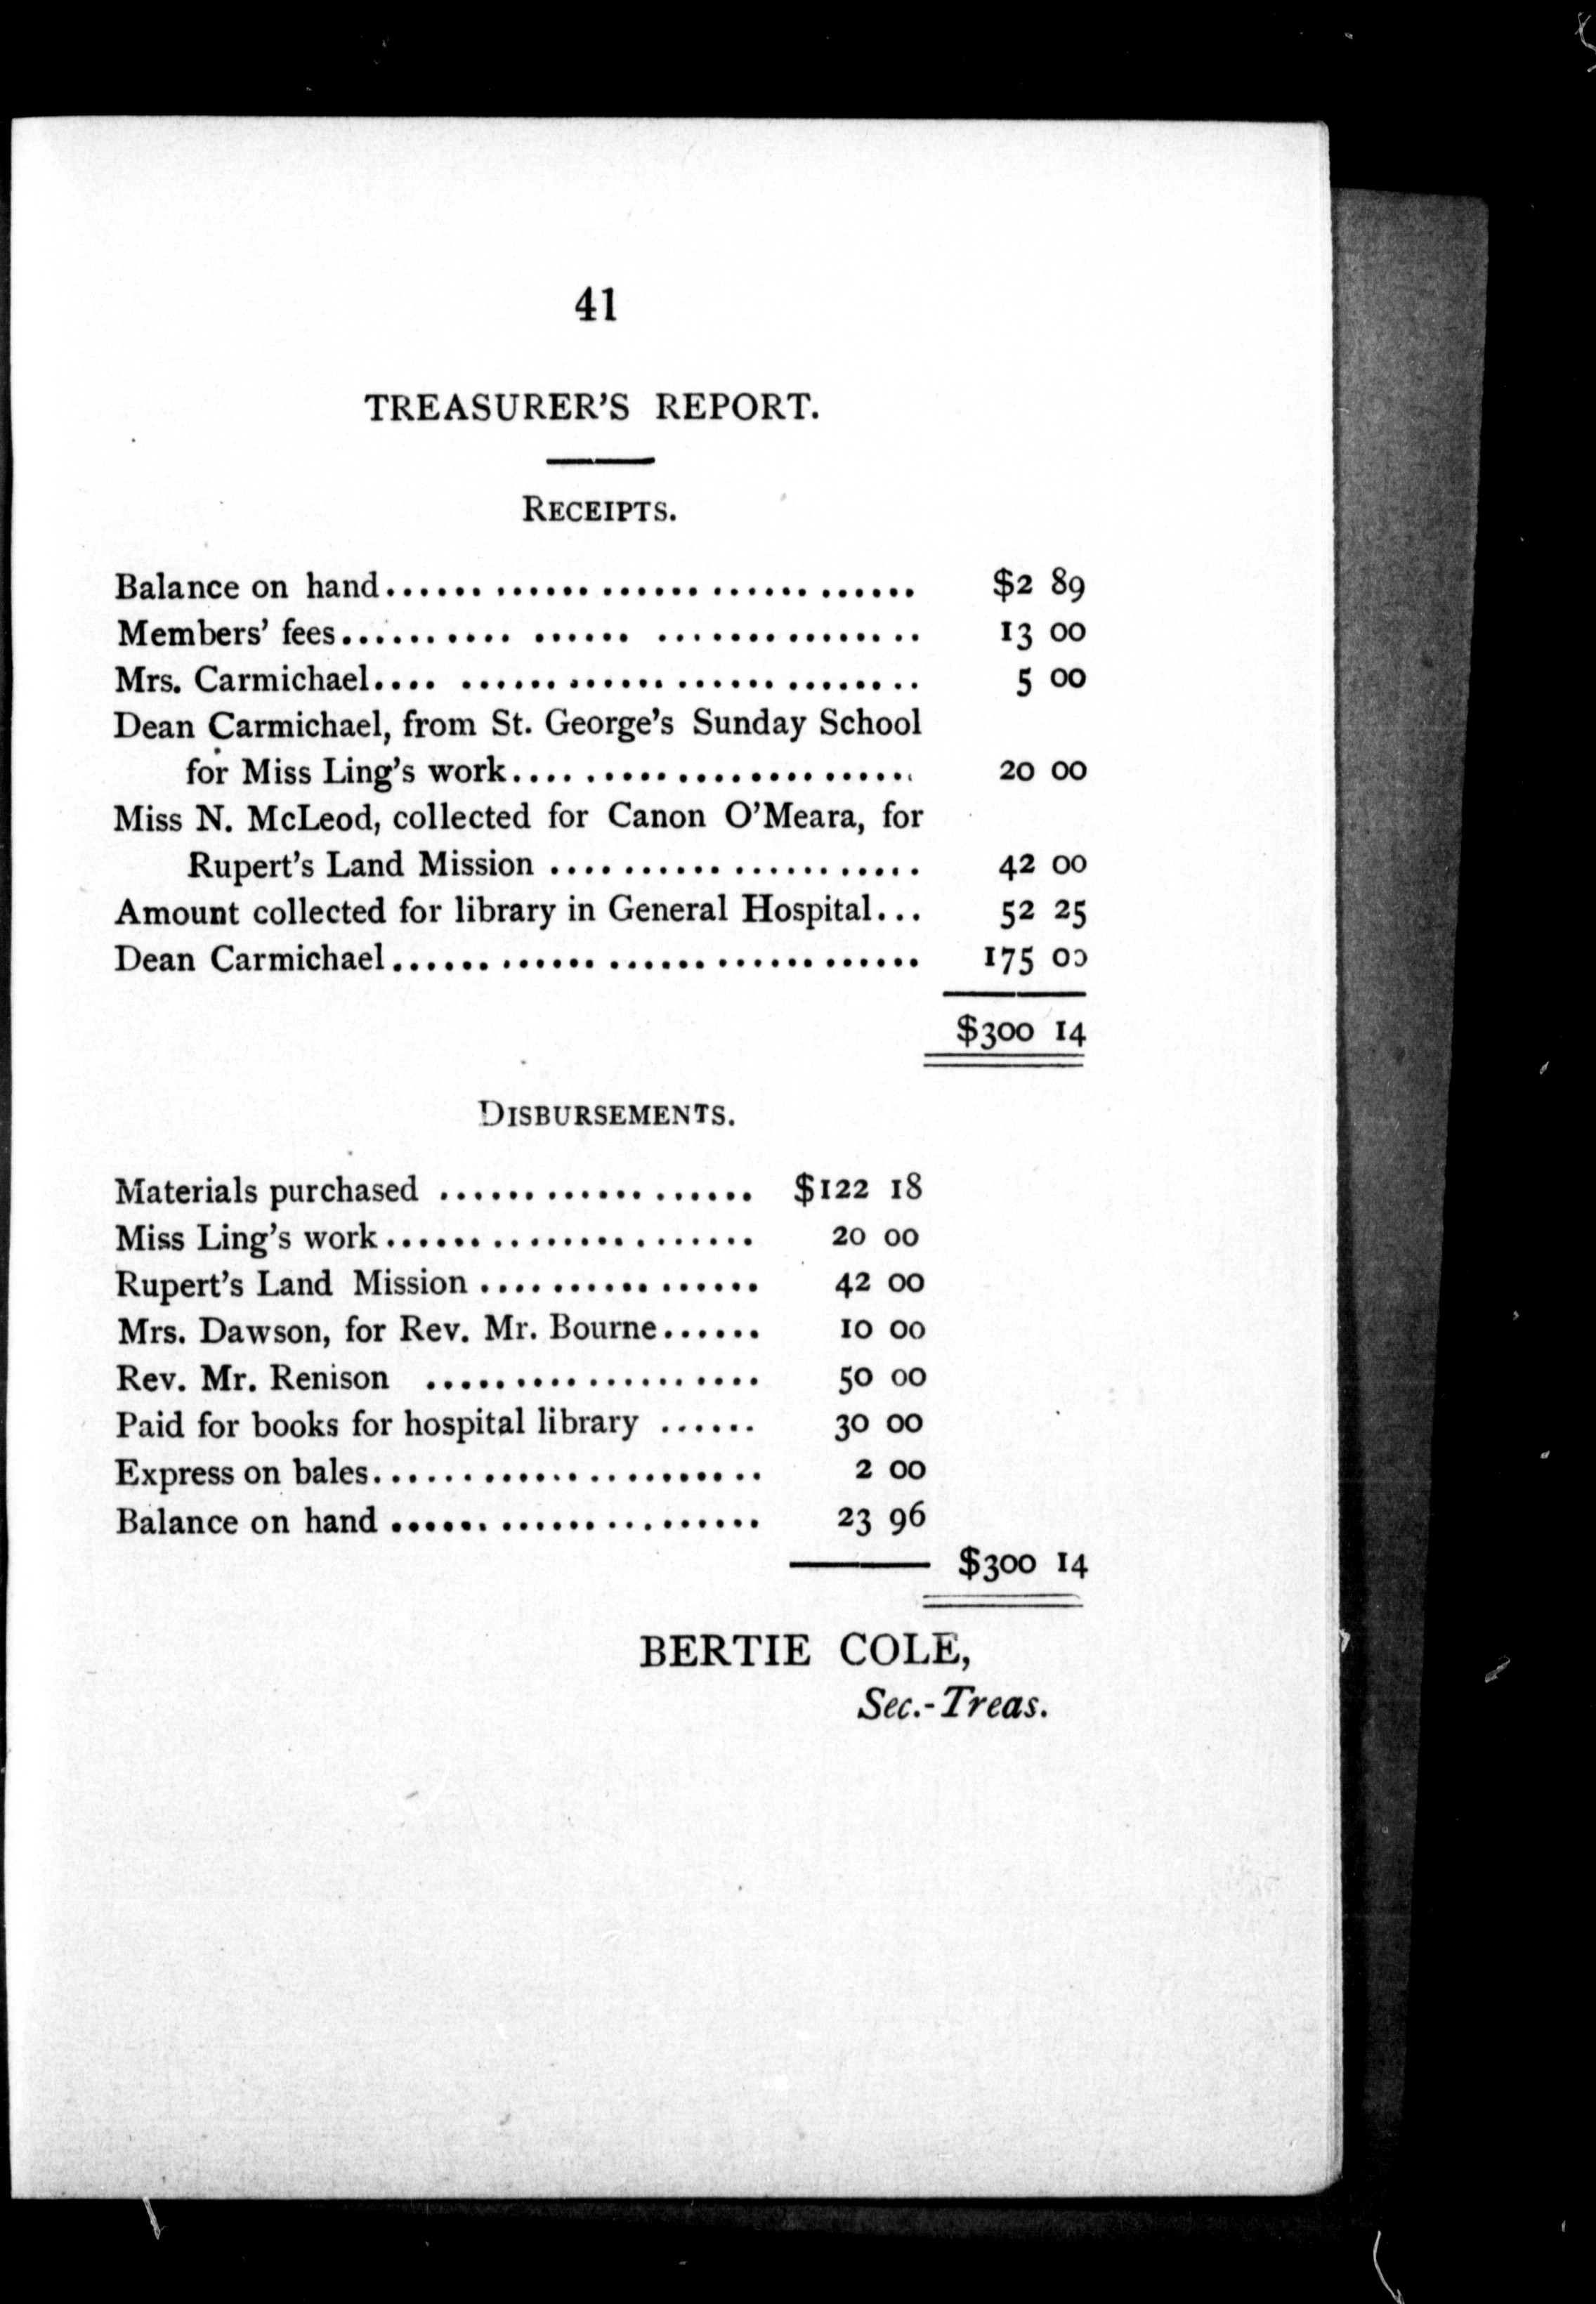 41
TREASURER'S REPORT.
RECEIPTS.
Balance on hand.................................. $2 89
Members' fees.................................. 13 00
Mrs. Carmichael.................................. 5 00
Dean Carmichael, from St. George's Sunday School
for Miss Ling's work...................... 20 00
Miss N. McLeod, collected for Canon O'Meara, for
Rupert's Land Mission .................... 42 00
Amount collected for library in General Hospital... 52 25
Dean Carmichael.............................. 175 00
$300 14
DISBURSEMENTS.
Materials purchased .................. $122 18
Miss Ling's work...................... 20 00
Rupert's Land Mission ................ 42 00
Mrs. Dawson, for Rev. Mr. Bourne...... 10 00
Rev. Mr. Renison ................... 50 00
Paid for books for hospital library ...... 30 00
Express on bales...................... 2 00
Balance on hand ..................... 23 96
$300 14
BERTIE COLE,
Sec.-Treas.